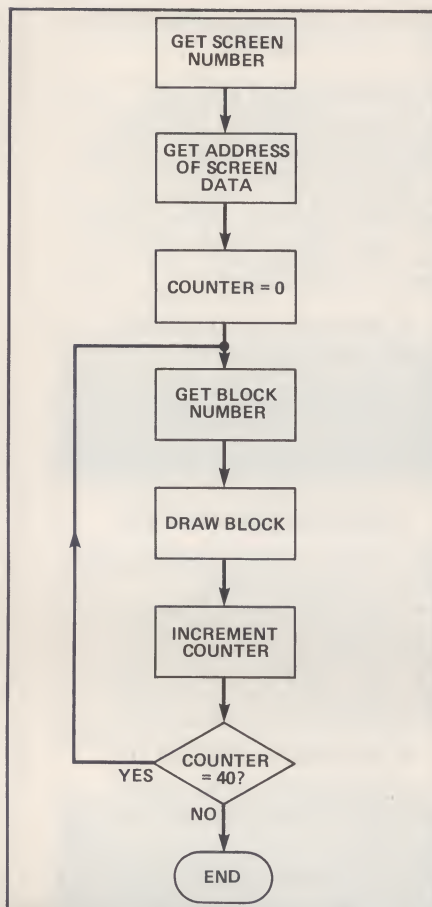 GET SCREEN
NUMBER
GET ADDRESS
OF SCREEN
DATA
COUNTER = 0
GET BLOCK
NUMBER
DRAW BLOCK
INCREMENT
COUNTER
COUNTER
= 40?
YES
NO
END